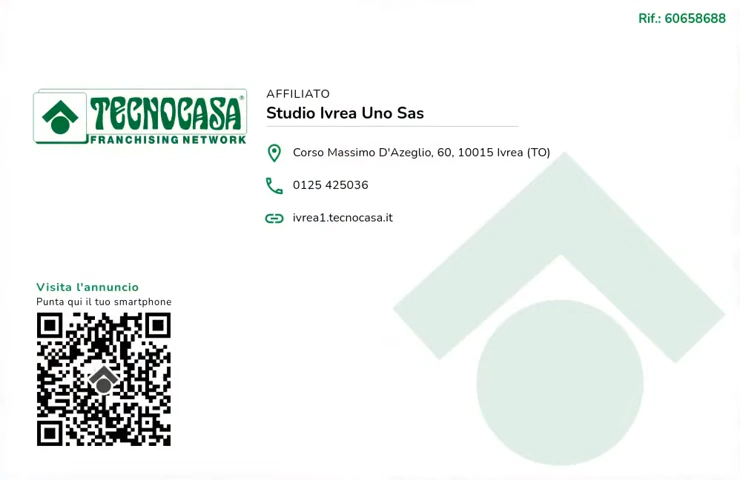 Rif.: 60658688
TECNOCASA®
FRANCHISING NETWORK
AFFILIATO
Studio Ivrea Uno Sas
Corso Massimo D'Azeglio, 60, 10015 Ivrea (TO)
0125 425036
ivrea1.tecnocasa.it
Visita l'annuncio
Punta qui il tuo smartphone